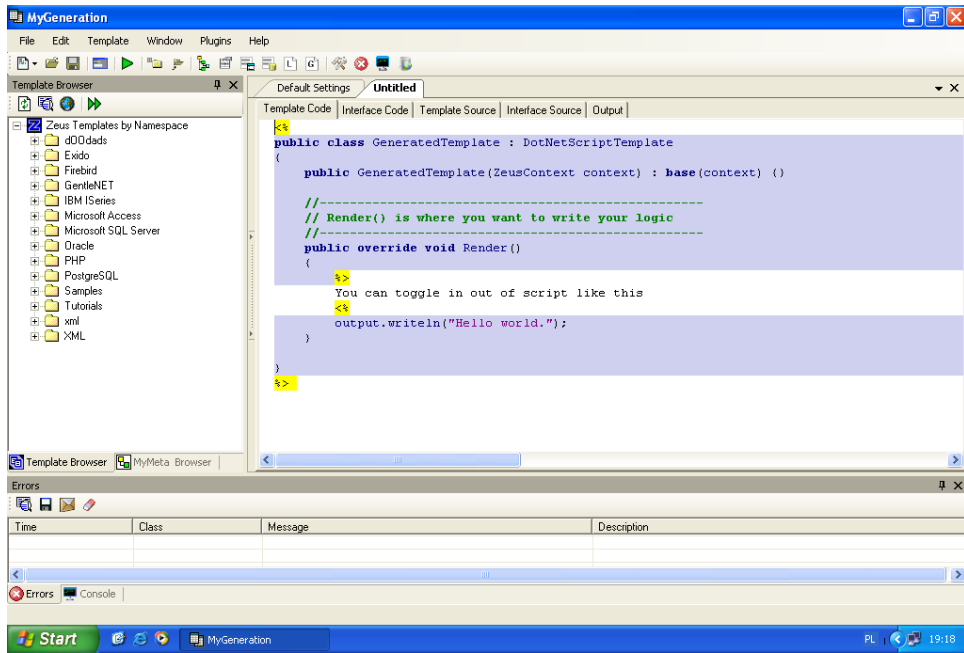 MyGeneration
File Edit Template Window Plugins Help
Template Browser
Default Settings Untitled
Template Code Interface Code Template Source Interface Source Output
Zeus Templates by Namespace
dOOdads
Exido
Firebird
GentleNET
IBM ISeries
Microsoft Access
Microsoft SQL Server
Oracle
PHP
PostgreSQL
Samples
Tutorials
xml
XML
<%
public class GeneratedTemplate : DotNetScriptTemplate
{
public GeneratedTemplate(ZeusContext context) : base(context) {}
//---------------------------------------------------
// Render() is where you want to write your logic
//---------------------------------------------------
public override void Render()
{
%>
You can toggle in out of script like this
<%
output.writeln("Hello world.");
}
}
%>
Template Browser MyMeta Browser
Errors
Time Class Message Description
Errors Console
Start MyGeneration PL 19:18